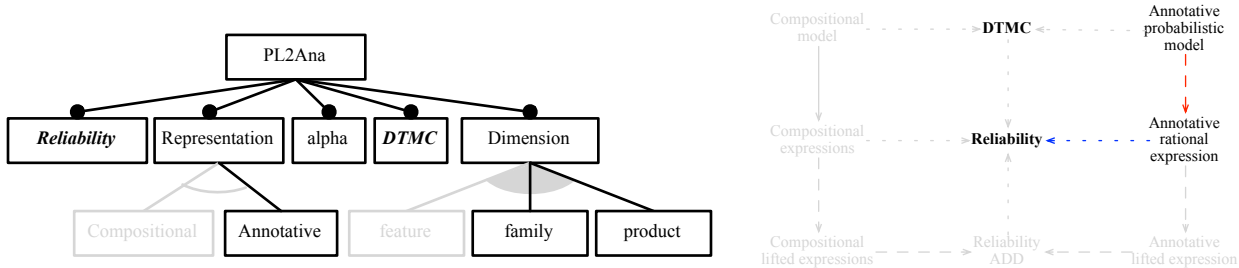 PL2Ana
Reliability
Representation
alpha
DTMC
Dimension
Compositional
Annotative
feature
family
product
Compositional
model
DTMC
Annotative
probabilistic
model
Compositional
expressions
Reliability
Annotative
rational
expression
Compositional
lifted expressions
Reliability
ADD
Annotative
lifted expression